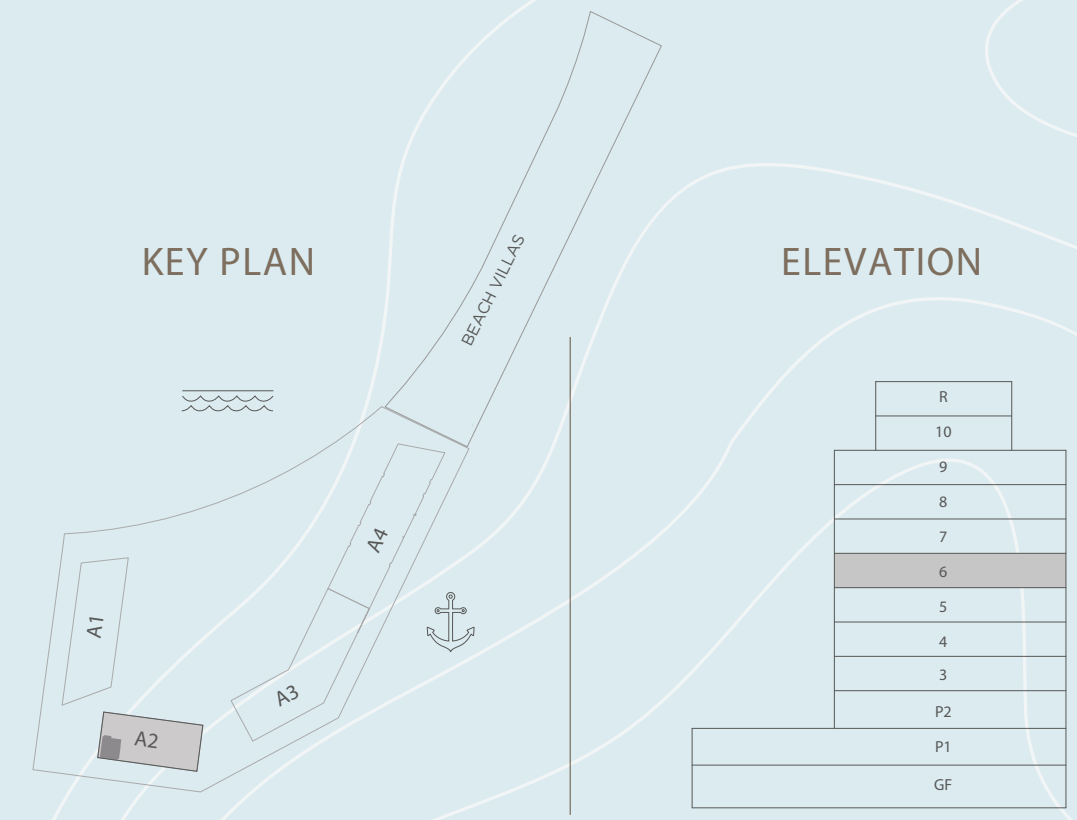 KEY PLAN
ELEVATION
BEACH VILLAS
A4
A1
A3
A2
R
10
9
8
7
6
5
4
3
P2
P1
GF